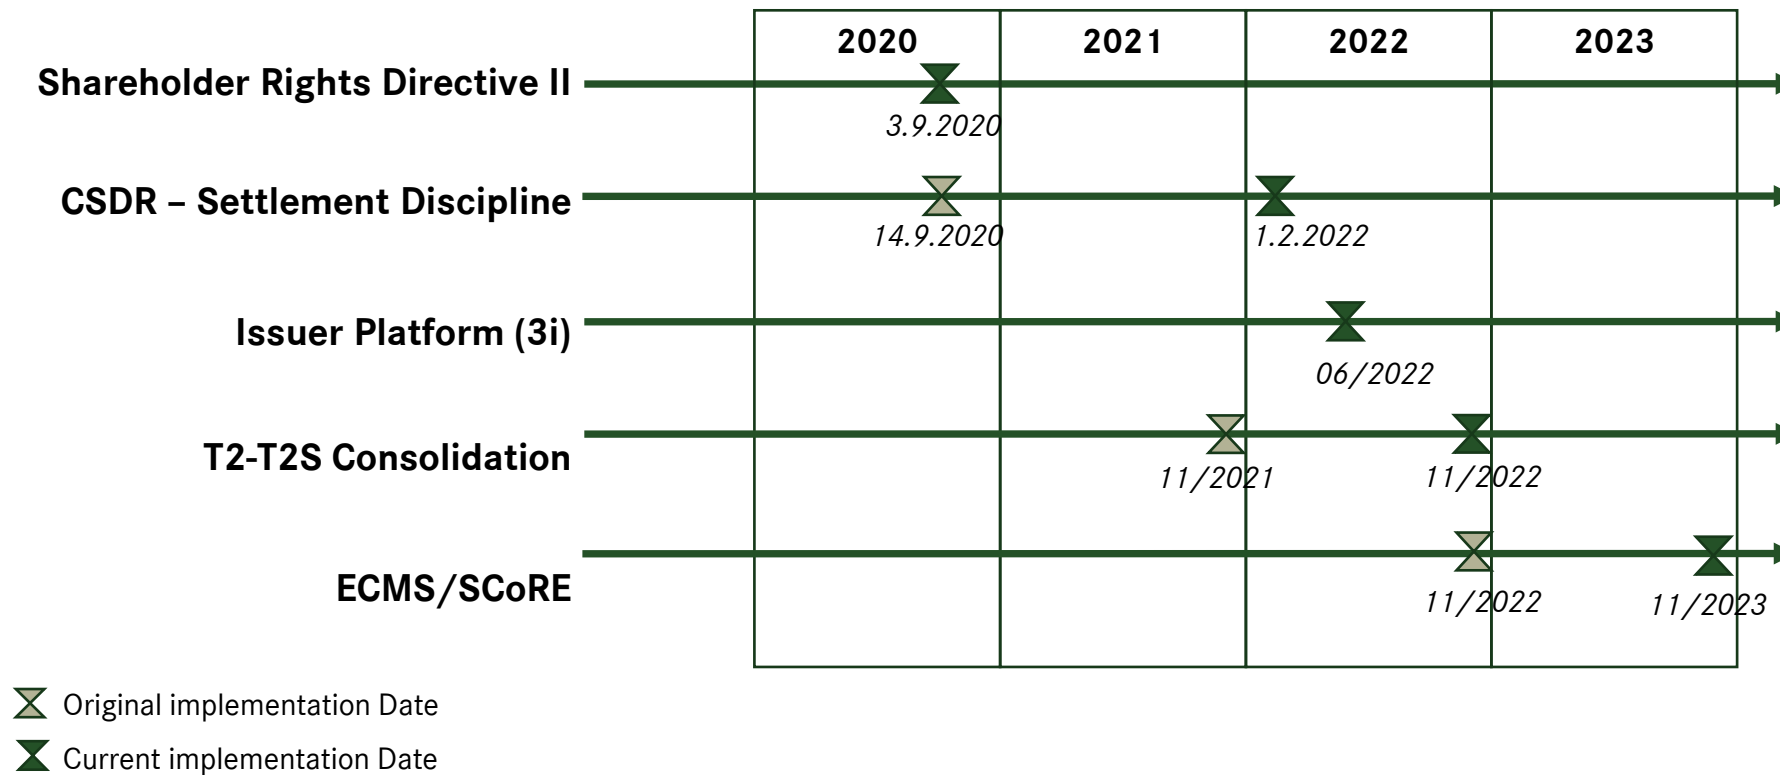 2020 2021 2022 2023
Shareholder Rights Directive II
3.9.2020
CSDR – Settlement Discipline
14.9.2020 1.2.2022
Issuer Platform (3i)
06/2022
T2-T2S Consolidation
11/2021 11/2022
ECMS/SCoRE
11/2022 11/2023
Original implementation Date
Current implementation Date